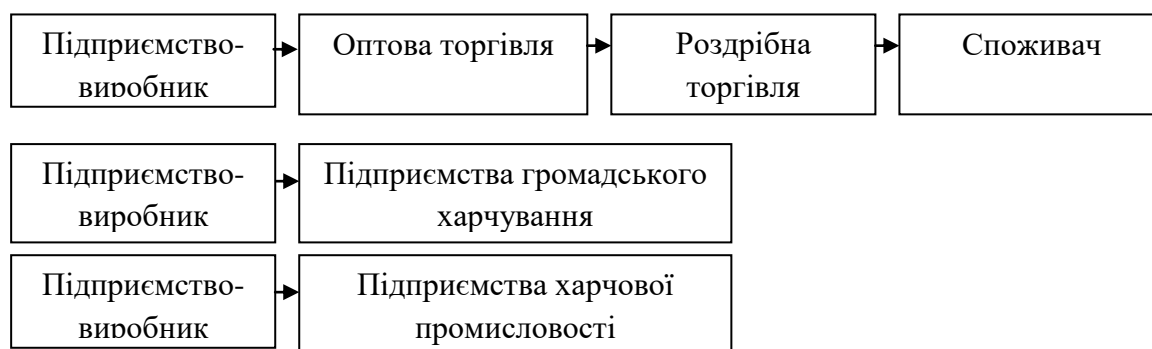 Підприємство-
виробник
Оптова торгівля
Роздрібна
торгівля
Споживач
Підприємство-
виробник
Підприємства громадського
харчування
Підприємство-
виробник
Підприємства харчової
промисловості